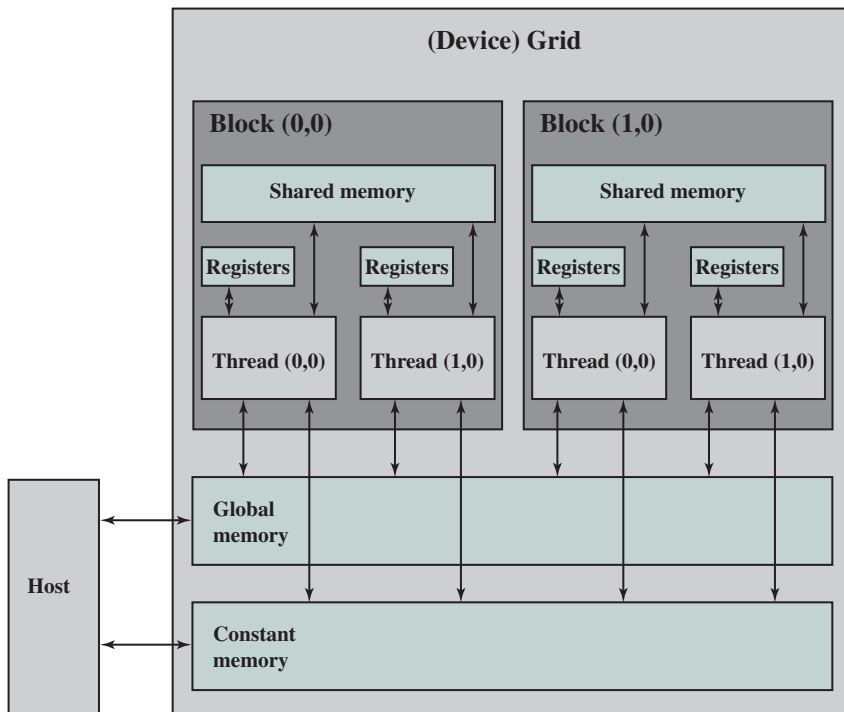 (Device) Grid
Block (0,0)
Block (1,0)
Shared memory
Shared memory
Registers
Registers
Registers
Registers
Thread (0,0)
Thread (1,0)
Thread (0,0)
Thread (1,0)
Global
memory
Host
Constant
memory